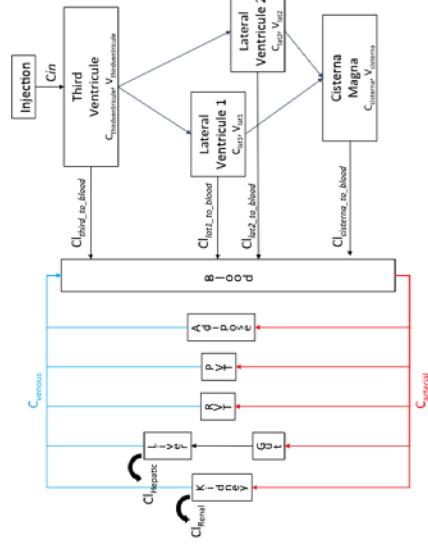 Injection
Cin
Third
Ventricule
C_thirdventricule, V_thirdventricule
Lateral
Ventricule 1
C_lat1, V_lat1
Lateral
Ventricule 2
C_lat2, V_lat2
Cisterna
Magna
C_cisterna, V_cisterna
Cl_third_to_blood
Cl_lat1_to_blood
Cl_lat2_to_blood
Cl_cisterna_to_blood
Blood
Adipose
PVT
RVT
Liver
Gut
Kidney
Cl_Hepatic
Cl_Renal
C_venous
C_arterial